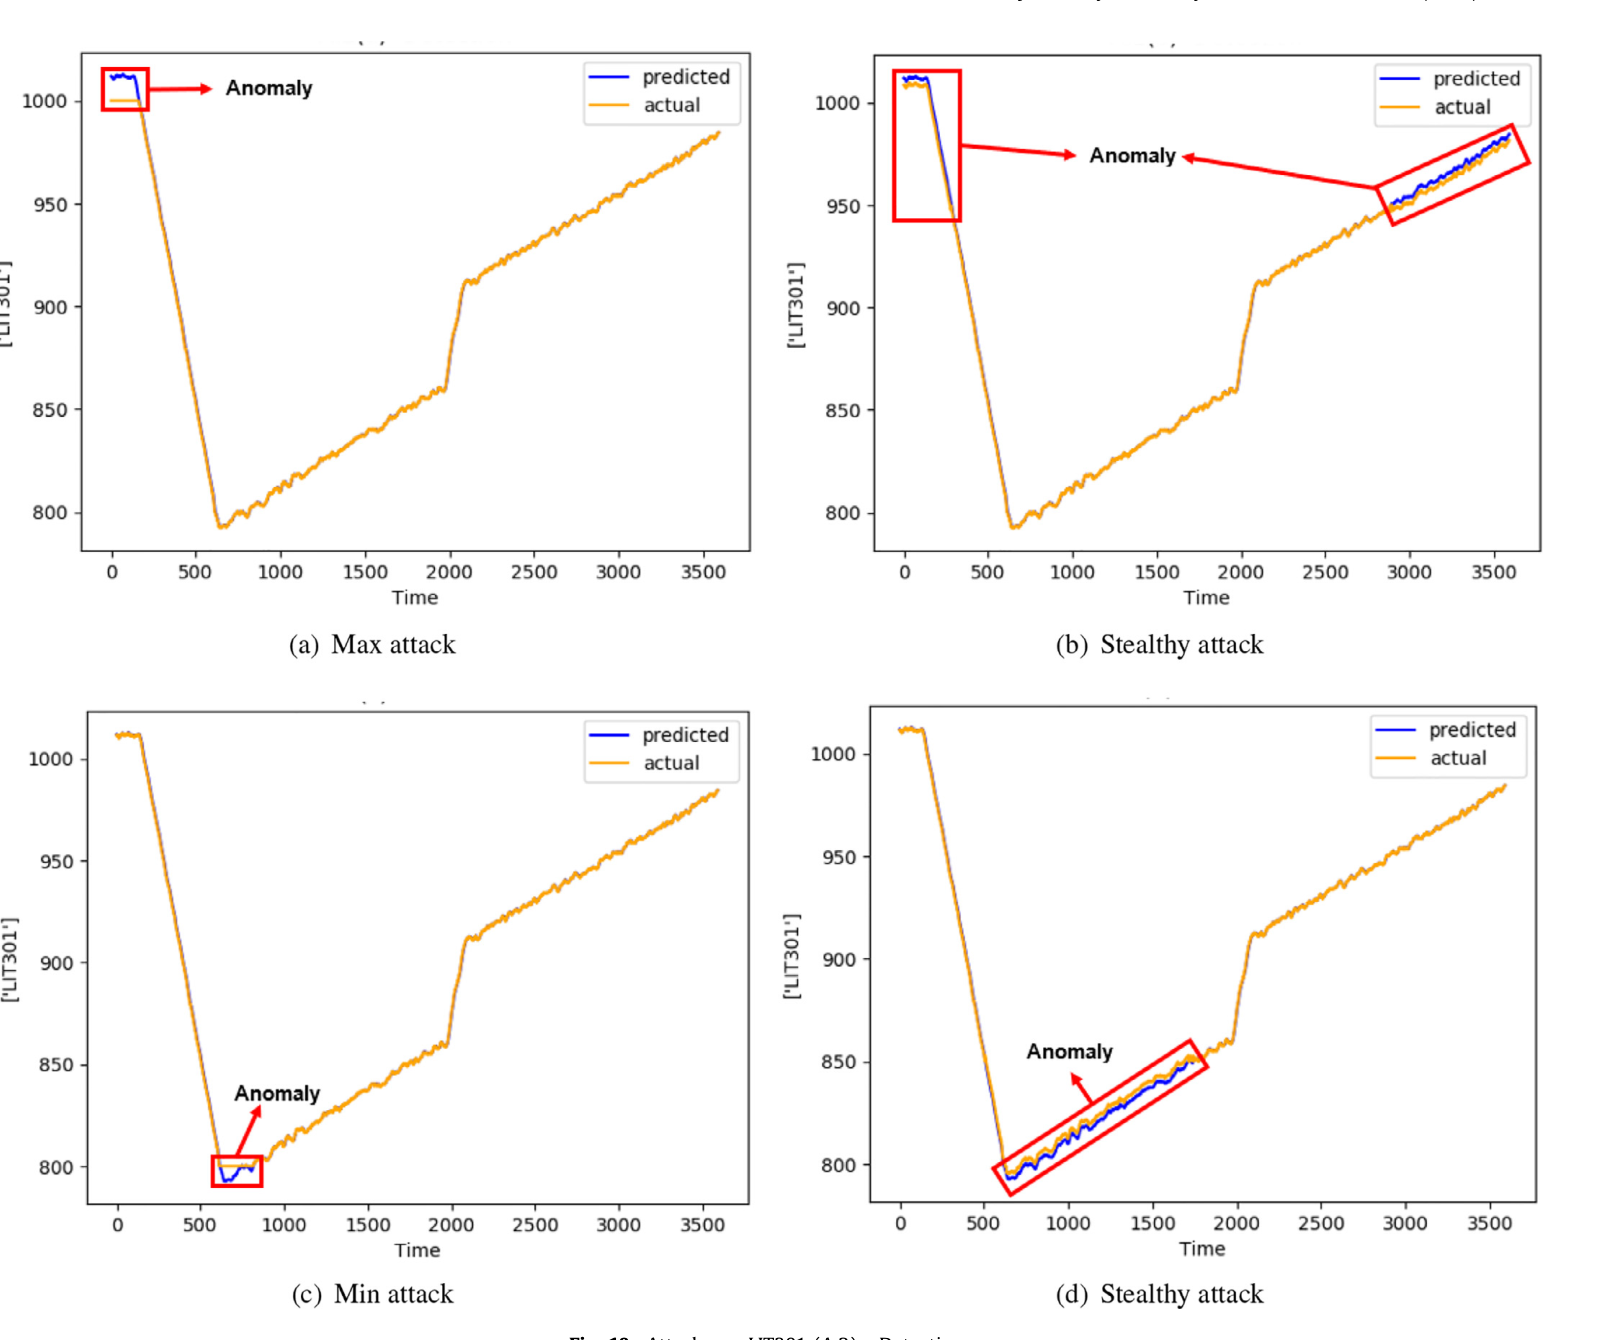 predicted
actual
Anomaly
1000
950
900
850
800
['LIT301']
0 500 1000 1500 2000 2500 3000 3500
Time
(a) Max attack
predicted
actual
Anomaly
1000
950
900
850
800
['LIT301']
0 500 1000 1500 2000 2500 3000 3500
Time
(b) Stealthy attack
predicted
actual
1000
950
900
850
800
['LIT301']
Anomaly
0 500 1000 1500 2000 2500 3000 3500
Time
(c) Min attack
predicted
actual
1000
950
900
850
800
['LIT301']
Anomaly
0 500 1000 1500 2000 2500 3000 3500
Time
(d) Stealthy attack